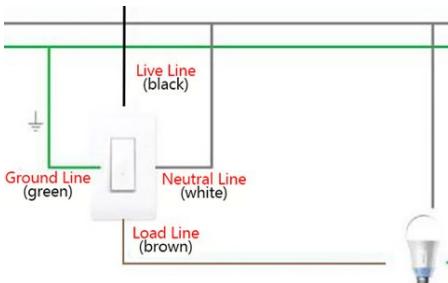 Live Line
(black)
Ground Line
(green)
Neutral Line
(white)
Load Line
(brown)